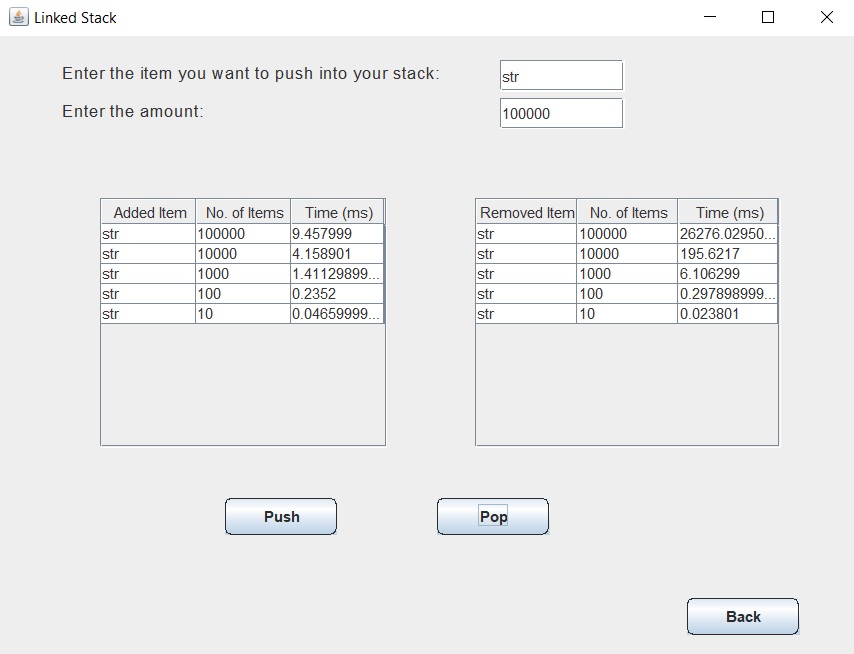 Linked Stack
Enter the item you want to push into your stack: str
Enter the amount: 100000
Added Item No. of Items Time (ms)
str 100000 9.457999
str 10000 4.158901
str 1000 1.41129899...
str 100 0.2352
str 10 0.04659999...
Removed Item No. of Items Time (ms)
str 100000 26276.02950...
str 10000 195.6217
str 1000 6.106299
str 100 0.297898999...
str 10 0.023801
Push Pop
Back